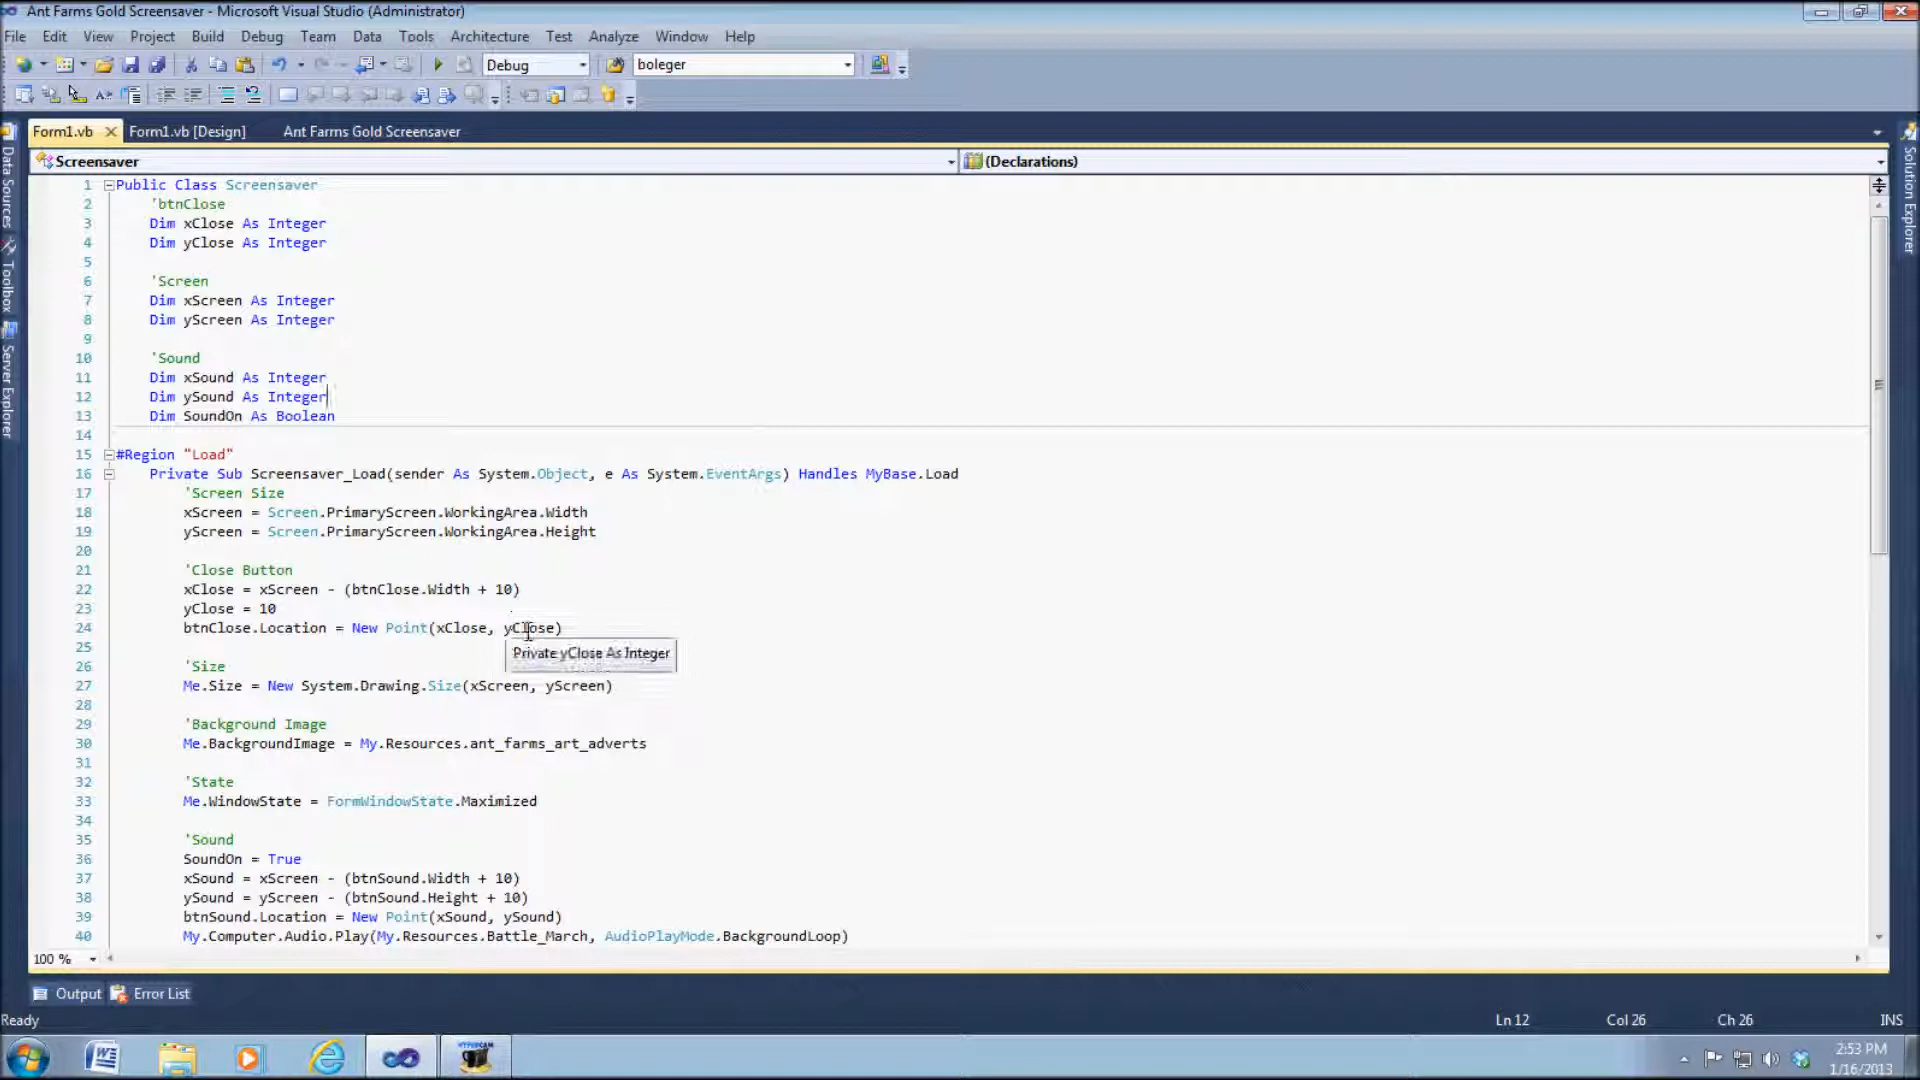 Ant Farms Gold Screensaver - Microsoft Visual Studio (Administrator)
File Edit View Project Build Debug Team Data Tools Architecture Test Analyze Window Help
Debug boleger
Form1.vb Form1.vb [Design] Ant Farms Gold Screensaver
Screensaver (Declarations)
Data Sources
Toolbox
Server Explorer
Solution Explorer
1 Public Class Screensaver
2 'btnClose
3 Dim xClose As Integer
4 Dim yClose As Integer
5
6 'Screen
7 Dim xScreen As Integer
8 Dim yScreen As Integer
9
10 'Sound
11 Dim xSound As Integer
12 Dim ySound As Integer
13 Dim SoundOn As Boolean
14
15 #Region "Load"
16 Private Sub Screensaver_Load(sender As System.Object, e As System.EventArgs) Handles MyBase.Load
17 'Screen Size
18 xScreen = Screen.PrimaryScreen.WorkingArea.Width
19 yScreen = Screen.PrimaryScreen.WorkingArea.Height
20
21 'Close Button
22 xClose = xScreen - (btnClose.Width + 10)
23 yClose = 10
24 btnClose.Location = New Point(xClose, yClose)
25
Private yClose As Integer
26 'Size
27 Me.Size = New System.Drawing.Size(xScreen, yScreen)
28
29 'Background Image
30 Me.BackgroundImage = My.Resources.ant_farms_art_adverts
31
32 'State
33 Me.WindowState = FormWindowState.Maximized
34
35 'Sound
36 SoundOn = True
37 xSound = xScreen - (btnSound.Width + 10)
38 ySound = yScreen - (btnSound.Height + 10)
39 btnSound.Location = New Point(xSound, ySound)
40 My.Computer.Audio.Play(My.Resources.Battle_March, AudioPlayMode.BackgroundLoop)
100 %
Output Error List
Ready Ln 12 Col 26 Ch 26 INS
2:53 PM
1/16/2013